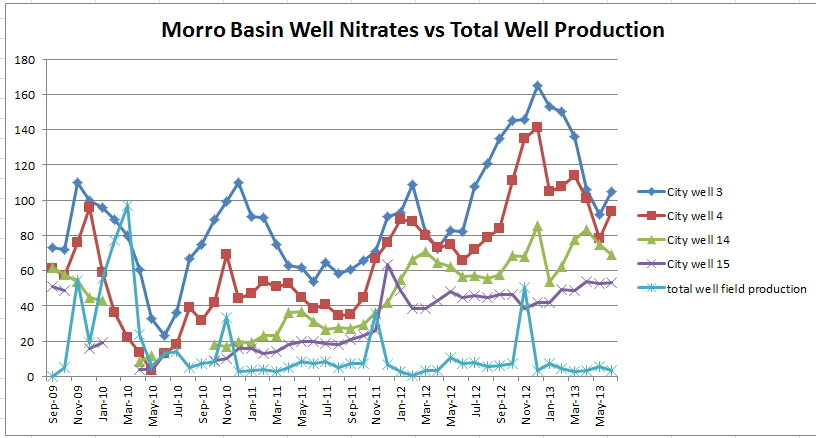 Morro Basin Well Nitrates vs Total Well Production
180
160
140
120
100
80
60
40
20
0
Sep-09
Nov-09
Jan-10
Mar-10
May-10
Jul-10
Sep-10
Nov-10
Jan-11
Mar-11
May-11
Jul-11
Sep-11
Nov-11
Jan-12
Mar-12
May-12
Jul-12
Sep-12
Nov-12
Jan-13
Mar-13
May-13
City well 3
City well 4
City well 14
City well 15
total well field production